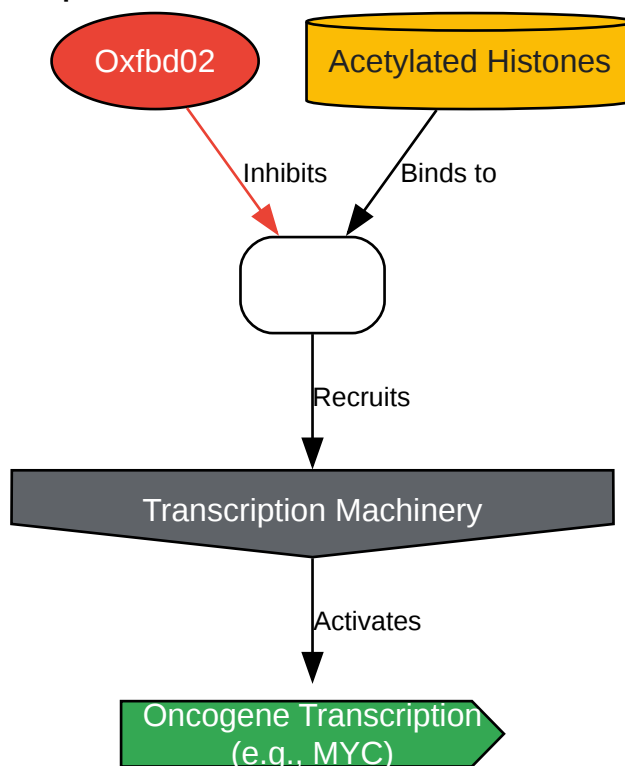 Oxfbd02
Acetylated Histones
Inhibits
Binds to
Recruits
Transcription Machinery
Activates
Oncogene Transcription
(e.g., MYC)